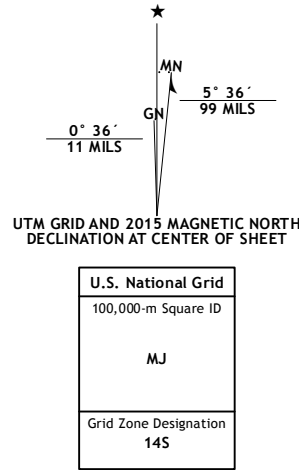 ★
MN
5° 36´
99 MILS
GN
0° 36´
11 MILS
UTM GRID AND 2015 MAGNETIC NORTH
DECLINATION AT CENTER OF SHEET
U.S. National Grid
100,000-m Square ID
MJ
Grid Zone Designation
14S